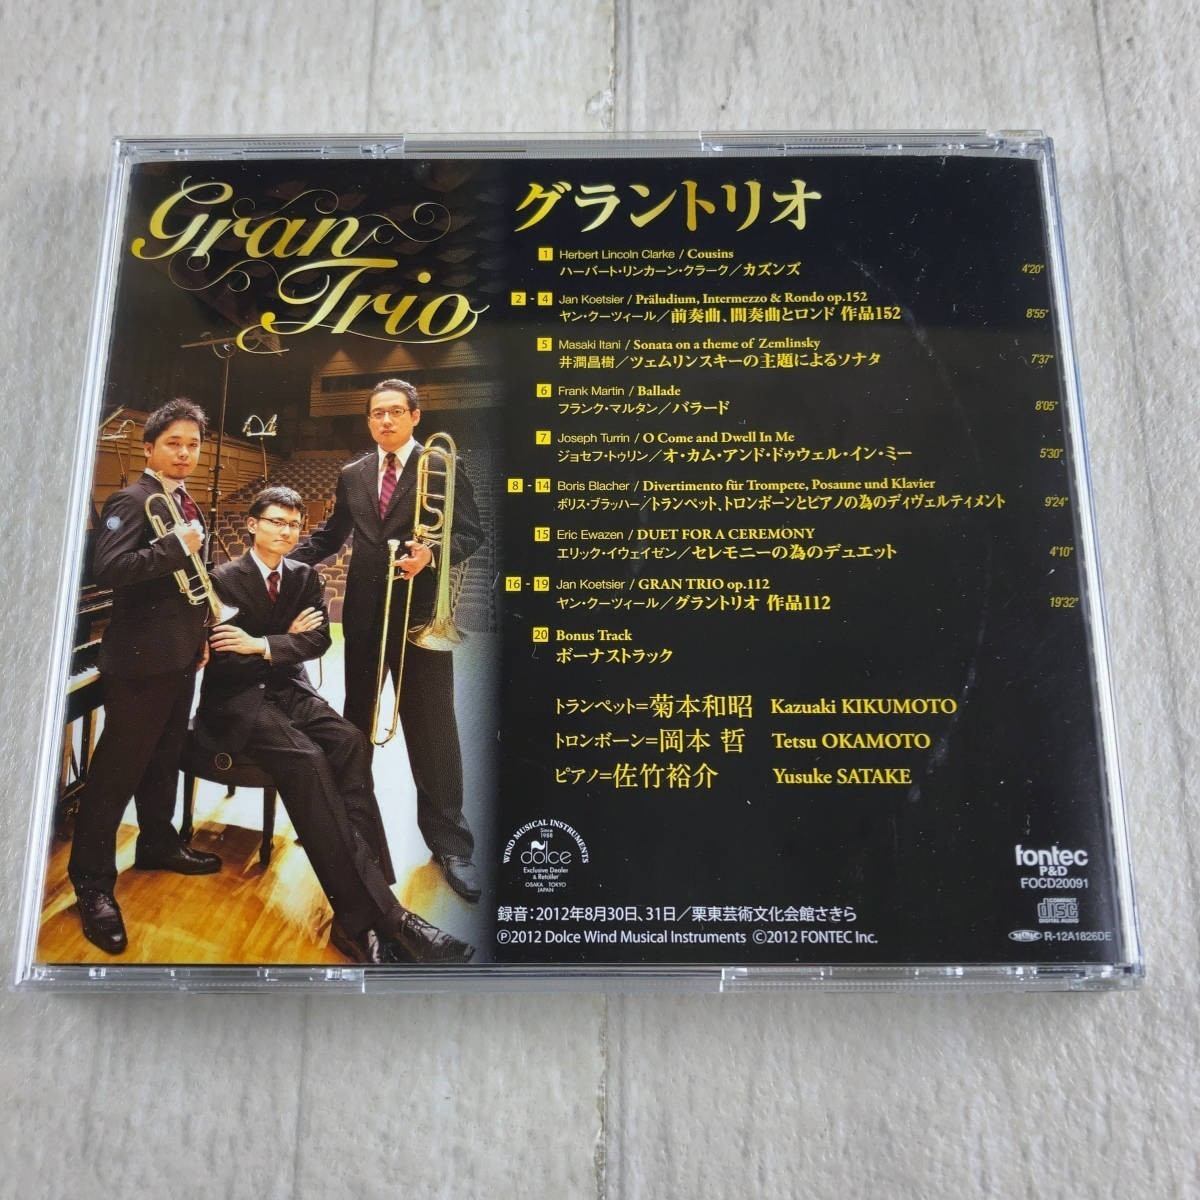 Gran
Trio
グラントリオ
1 Herbert Lincoln Clarke / Cousins
ハーバート・リンカーン・クラーク／カズンズ 4'20"
2 - 4 Jan Koetsier / Präludium, Intermezzo & Rondo op.152
ヤン・クーツィール／前奏曲、間奏曲とロンド 作品152 8'55"
5 Masaki Itani / Sonata on a theme of Zemlinsky
井澗昌樹／ツェムリンスキーの主題によるソナタ 7'37"
6 Frank Martin / Ballade
フランク・マルタン／バラード 8'05"
7 Joseph Turrin / O Come and Dwell In Me
ジョセフ・トゥリン／オ・カム・アンド・ドゥウェル・イン・ミー 5'30"
8 - 14 Boris Blacher / Divertimento für Trompete, Posaune und Klavier
ボリス・ブラッハー／トランペット、トロンボーンとピアノの為のディヴェルティメント 9'24"
15 Eric Ewazen / DUET FOR A CEREMONY
エリック・イウェイゼン／セレモニーの為のデュエット 4'10"
16 - 19 Jan Koetsier / GRAN TRIO op.112
ヤン・クーツィール／グラントリオ 作品112 19'32"
20 Bonus Track
ボーナストラック
トランペット＝菊本和昭 Kazuaki KIKUMOTO
トロンボーン＝岡本 哲 Tetsu OKAMOTO
ピアノ＝佐竹裕介 Yusuke SATAKE
WIND MUSICAL INSTRUMENTS
Since
1988
dolce
Exclusive Dealer
& Retailer
OSAKA TOKYO
JAPAN
fontec
P&D
FOCD20091
COMPACT
disc
DIGITAL AUDIO
録音：2012年8月30日、31日／栗東芸術文化会館さきら
℗2012 Dolce Wind Musical Instruments ©2012 FONTEC Inc.
R-12A1826DE